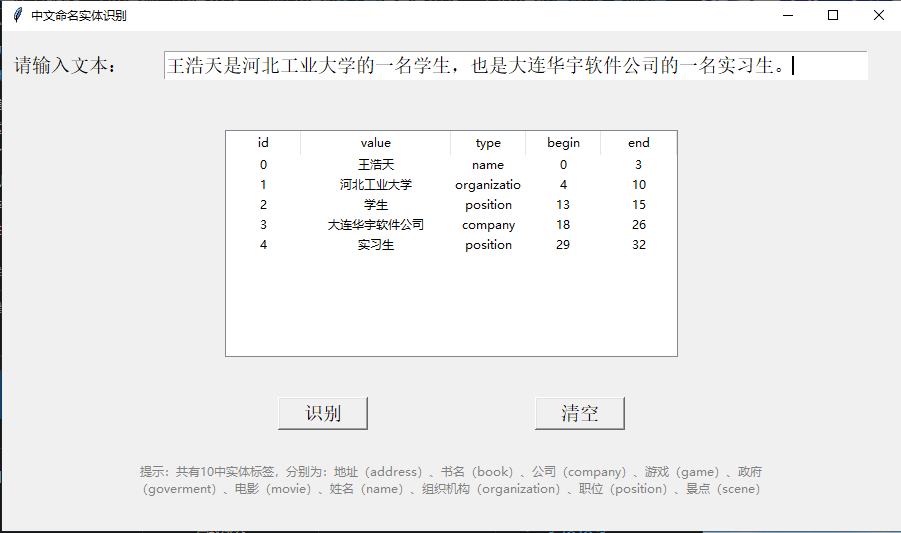 中文命名实体识别
请输入文本： 王浩天是河北工业大学的一名学生，也是大连华宇软件公司的一名实习生。
id value type begin end
0 王浩天 name 0 3
1 河北工业大学 organizatio 4 10
2 学生 position 13 15
3 大连华宇软件公司 company 18 26
4 实习生 position 29 32
识别 清空
提示：共有10中实体标签，分别为：地址（address）、书名（book）、公司（company）、游戏（game）、政府
（goverment）、电影（movie）、姓名（name）、组织机构（organization）、职位（position）、景点（scene）